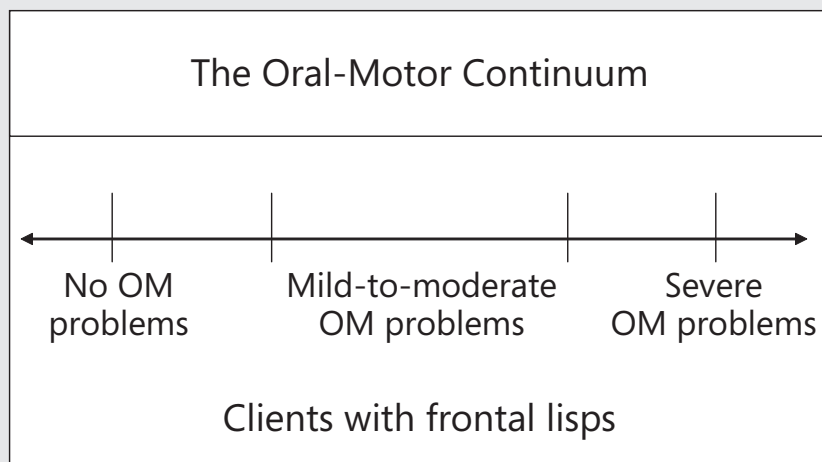 The Oral-Motor Continuum
No OM
problems
Mild-to-moderate
OM problems
Severe
OM problems
Clients with frontal lisps